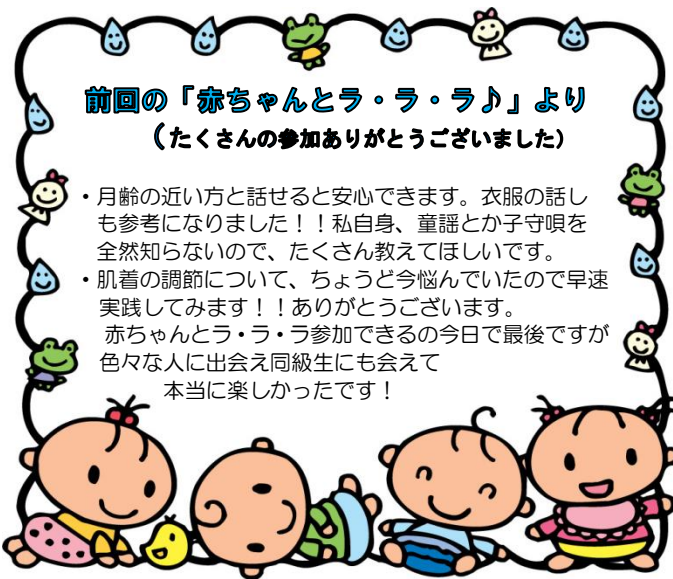 前回の「赤ちゃんとラ・ラ・ラ♪」より
(たくさんの参加ありがとうございました)
・月齢の近い方と話せると安心できます。衣服の話し
も参考になりました！！私自身、童謡とか子守唄を
全然知らないので、たくさん教えてほしいです。
・肌着の調節について、ちょうど今悩んでいたので早速
実践してみます！！ありがとうございます。
赤ちゃんとラ・ラ・ラ参加できるの今日で最後ですが
色々な人に出会え同級生にも会えて
本当に楽しかったです！